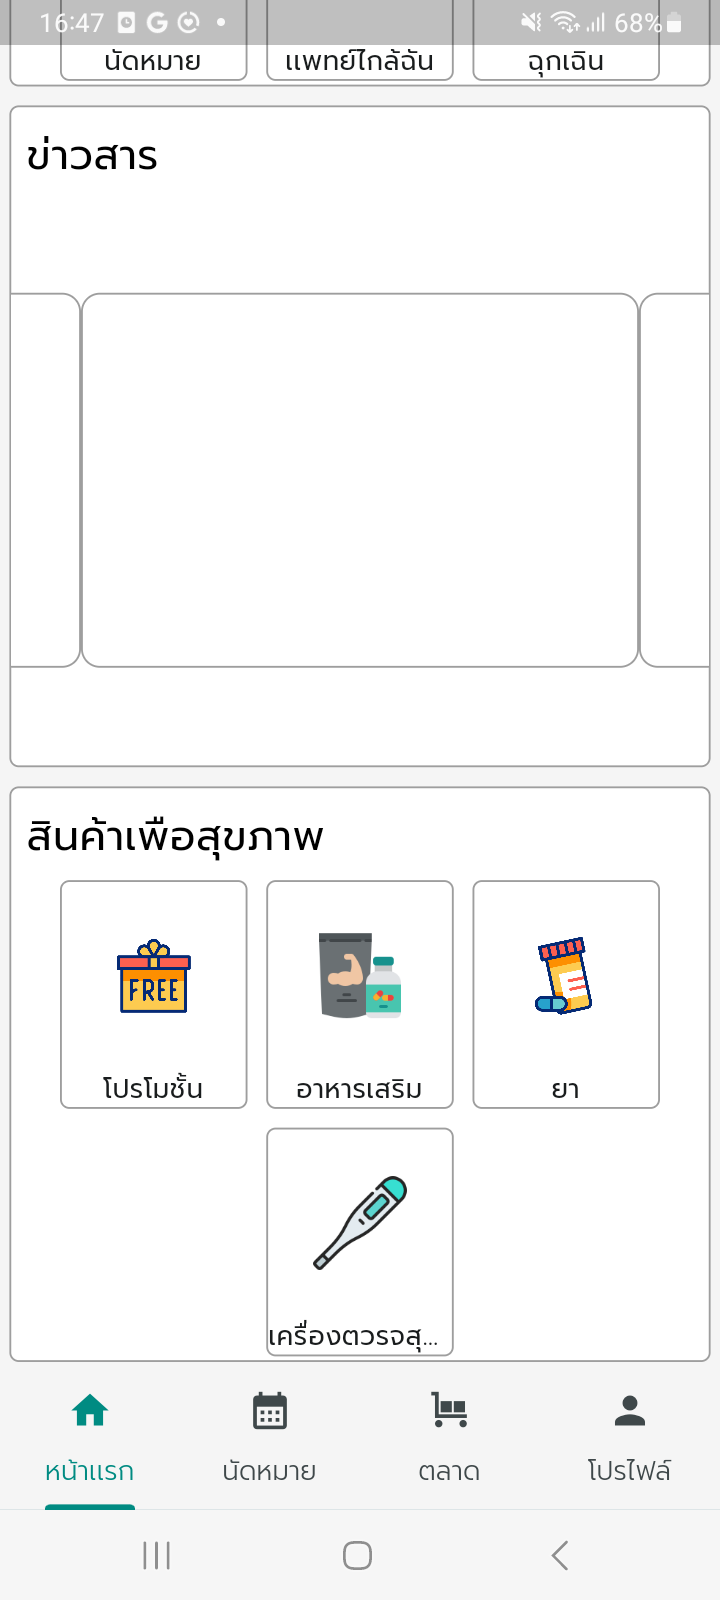 16:47 68%
นัดหมาย แพทย์ใกล้ฉัน ฉุกเฉิน
ข่าวสาร
สินค้าเพื่อสุขภาพ
FREE
โปรโมชั้น อาหารเสริม ยา
เครื่องตวรจสุ...
หน้าแรก นัดหมาย ตลาด โปรไฟล์